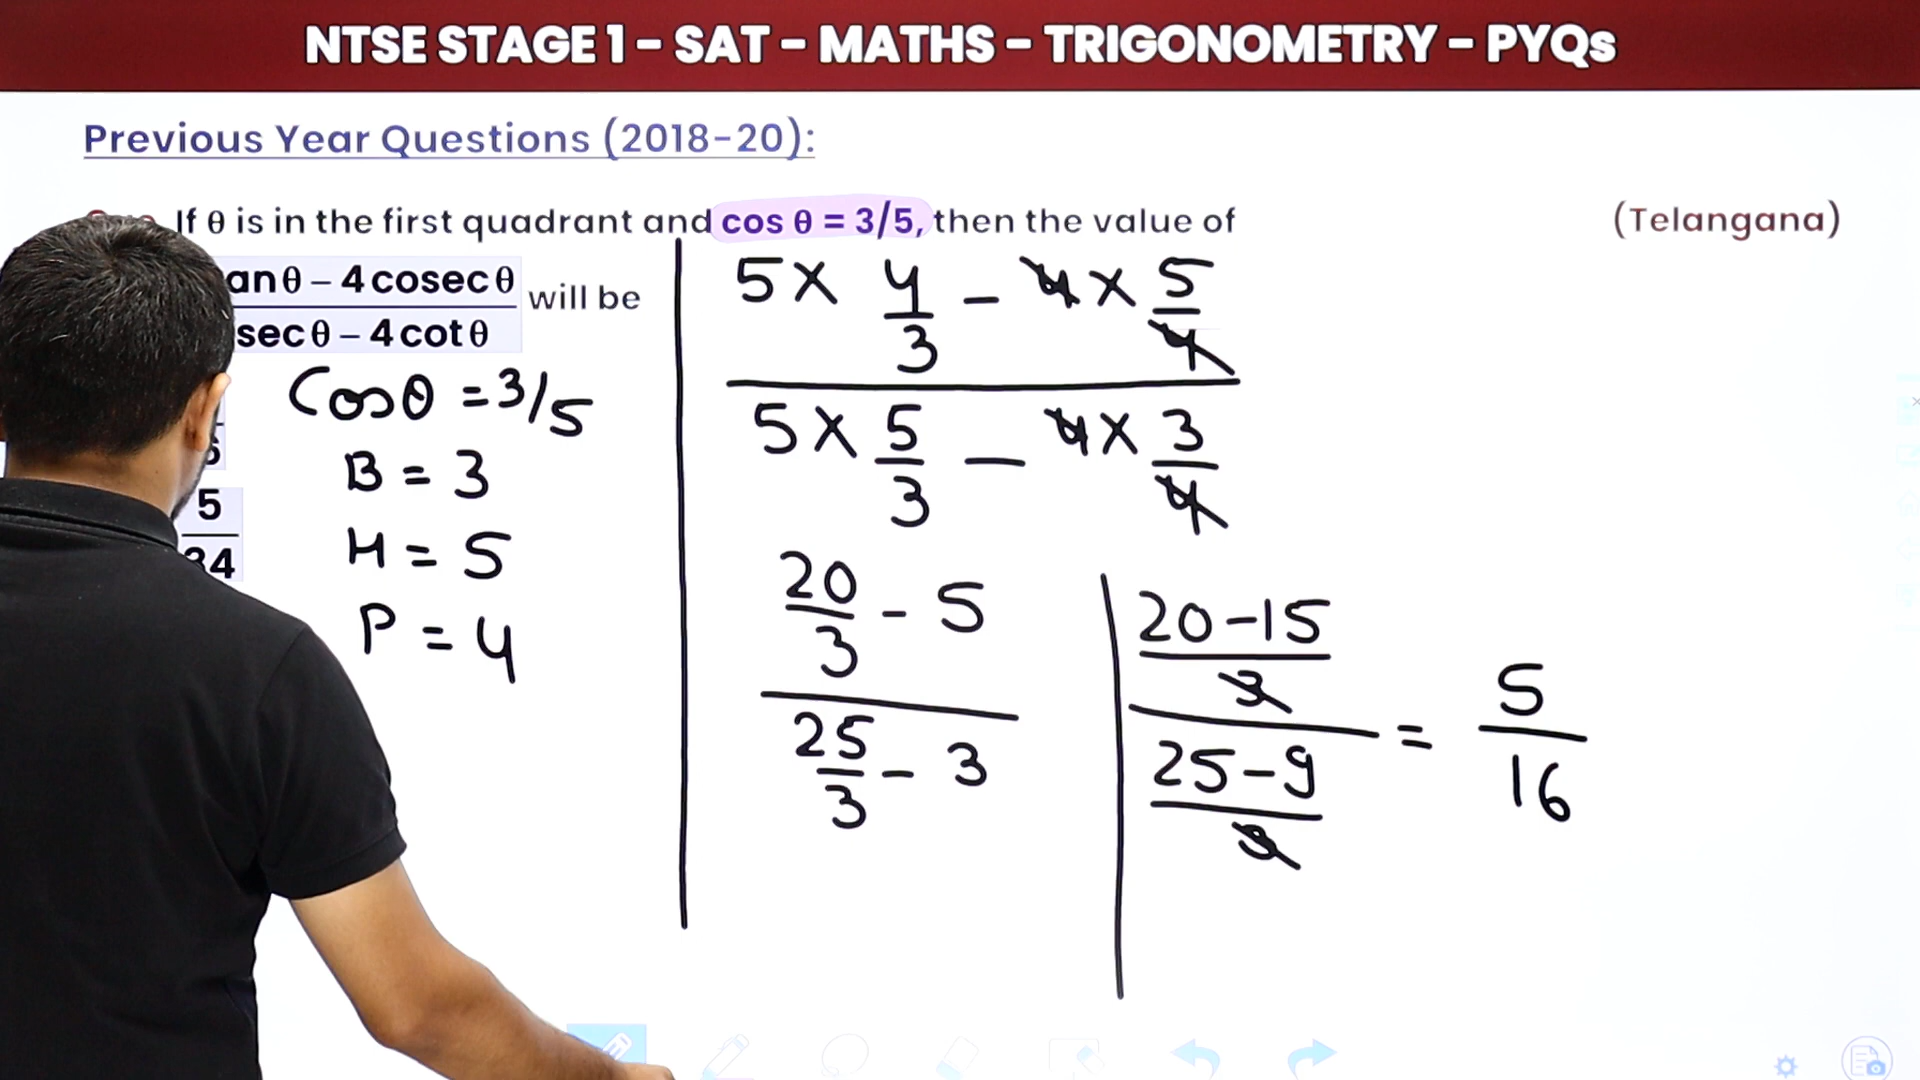 NTSE STAGE 1 – SAT – MATHS – TRIGONOMETRY – PYQs
Previous Year Questions (2018-20):
If θ is in the first quadrant and cos θ = 3/5, then the value of
(Telangana)
anθ – 4 cosec θ
will be
sec θ – 4 cot θ
5
34
Cosθ = 3/5
B = 3
H = 5
P = 4
5 × 4/3 – 4 × 5/4
5 × 5/3 – 4 × 3/4
20/3 – 5
25/3 – 3
20 – 15
3
25 – 9
3
= 5/16